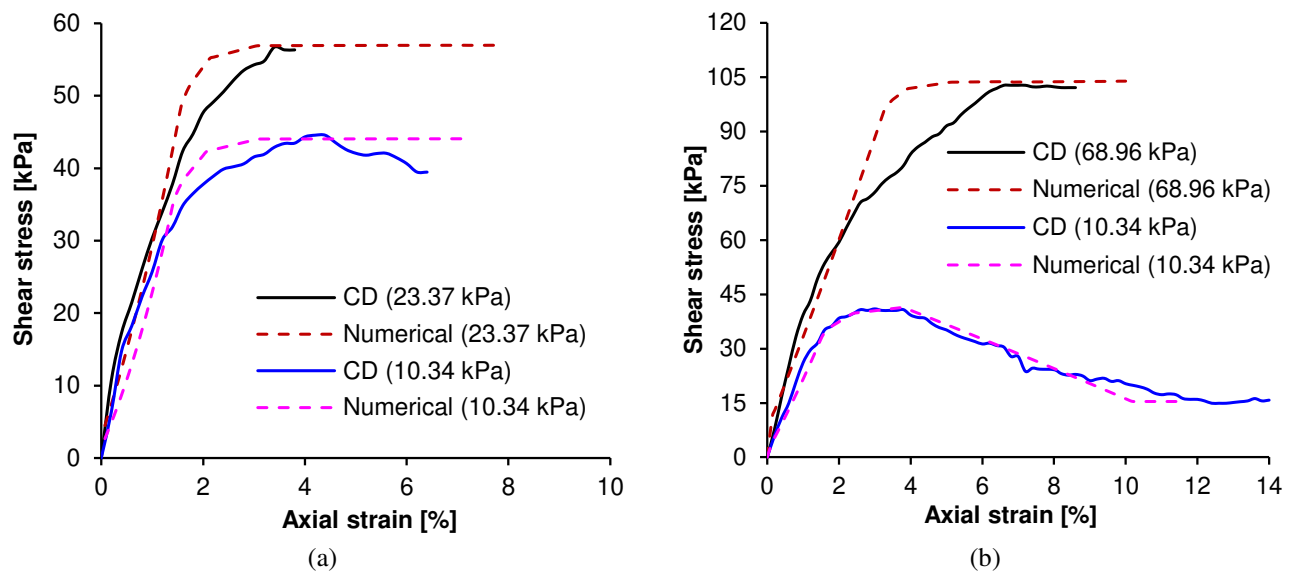 60
50
40
30
20
10
0
Shear stress [kPa]
CD (23.37 kPa)
Numerical (23.37 kPa)
CD (10.34 kPa)
Numerical (10.34 kPa)
0 2 4 6 8 10
Axial strain [%]
(a)
120
105
90
75
60
45
30
15
0
Shear stress [kPa]
CD (68.96 kPa)
Numerical (68.96 kPa)
CD (10.34 kPa)
Numerical (10.34 kPa)
0 2 4 6 8 10 12 14
Axial strain [%]
(b)